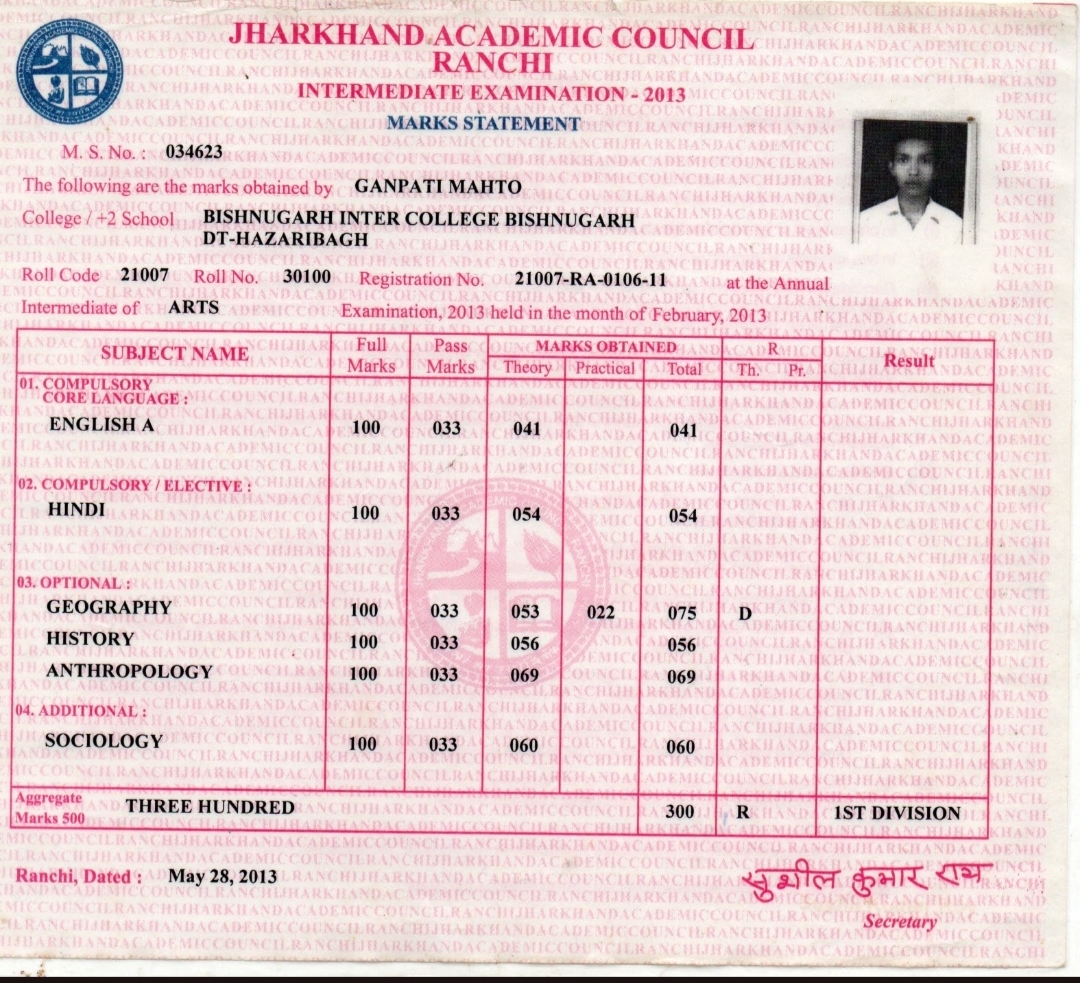 JHARKHAND ACADEMIC COUNCIL
RANCHI
INTERMEDIATE EXAMINATION - 2013
MARKS STATEMENT
M. S. No. : 034623
The following are the marks obtained by GANPATI MAHTO
College / +2 School BISHNUGARH INTER COLLEGE BISHNUGARH
DT-HAZARIBAGH
Roll Code 21007 Roll No. 30100 Registration No. 21007-RA-0106-11 at the Annual
Intermediate of ARTS Examination, 2013 held in the month of February, 2013
SUBJECT NAME Full Marks Pass Marks MARKS OBTAINED R Result
Theory Practical Total Th. Pr.
01. COMPULSORY
CORE LANGUAGE :
ENGLISH A 100 033 041 041
02. COMPULSORY / ELECTIVE :
HINDI 100 033 054 054
03. OPTIONAL :
GEOGRAPHY 100 033 053 022 075 D
HISTORY 100 033 056 056
ANTHROPOLOGY 100 033 069 069
04. ADDITIONAL :
SOCIOLOGY 100 033 060 060
Aggregate
Marks 500 THREE HUNDRED 300 R 1ST DIVISION
Ranchi, Dated : May 28, 2013
सुशील कुमार राय
Secretary